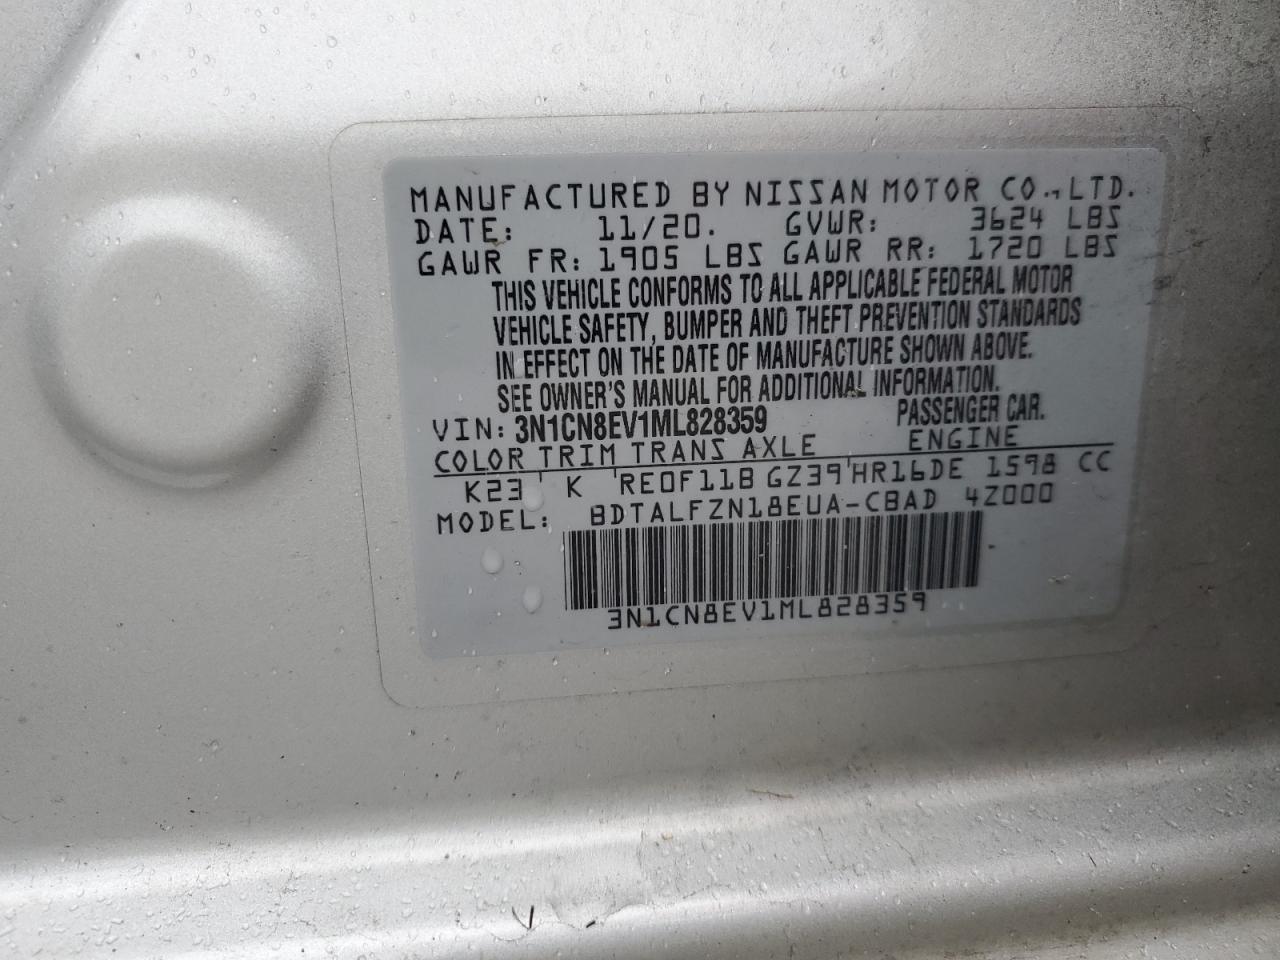 MANUFACTURED BY NISSAN MOTOR CO., LTD.
DATE: 11/20. GVWR: 3624 LBS
GAWR FR: 1905 LBS GAWR RR: 1720 LBS
THIS VEHICLE CONFORMS TO ALL APPLICABLE FEDERAL MOTOR
VEHICLE SAFETY, BUMPER AND THEFT PREVENTION STANDARDS
IN EFFECT ON THE DATE OF MANUFACTURE SHOWN ABOVE.
SEE OWNER'S MANUAL FOR ADDITIONAL INFORMATION.
VIN: 3N1CN8EV1ML828359 PASSENGER CAR.
COLOR TRIM TRANS AXLE ENGINE
K23 K RE0F11B GZ39 HR16DE 1598 CC
MODEL: BDTALFZN18EUA-CBAD 4Z000
3N1CN8EV1ML828359